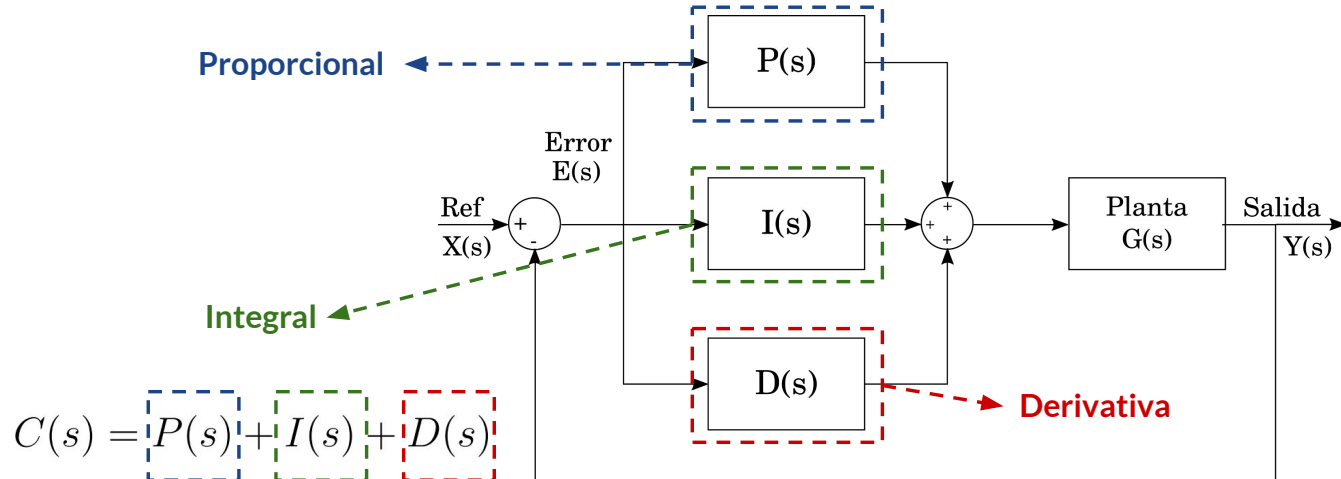 Proporcional
P(s)
Error
E(s)
Ref
X(s)
+
-
I(s)
+
+
+
Planta
G(s)
Salida
Y(s)
Integral
D(s)
Derivativa
C(s) = P(s) + I(s) + D(s)